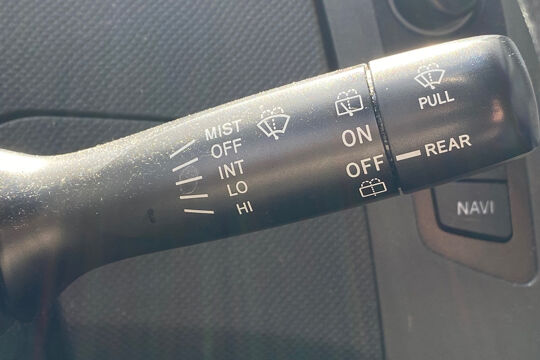 MIST
OFF
INT
LO
HI
ON
OFF
PULL
REAR
NAVI